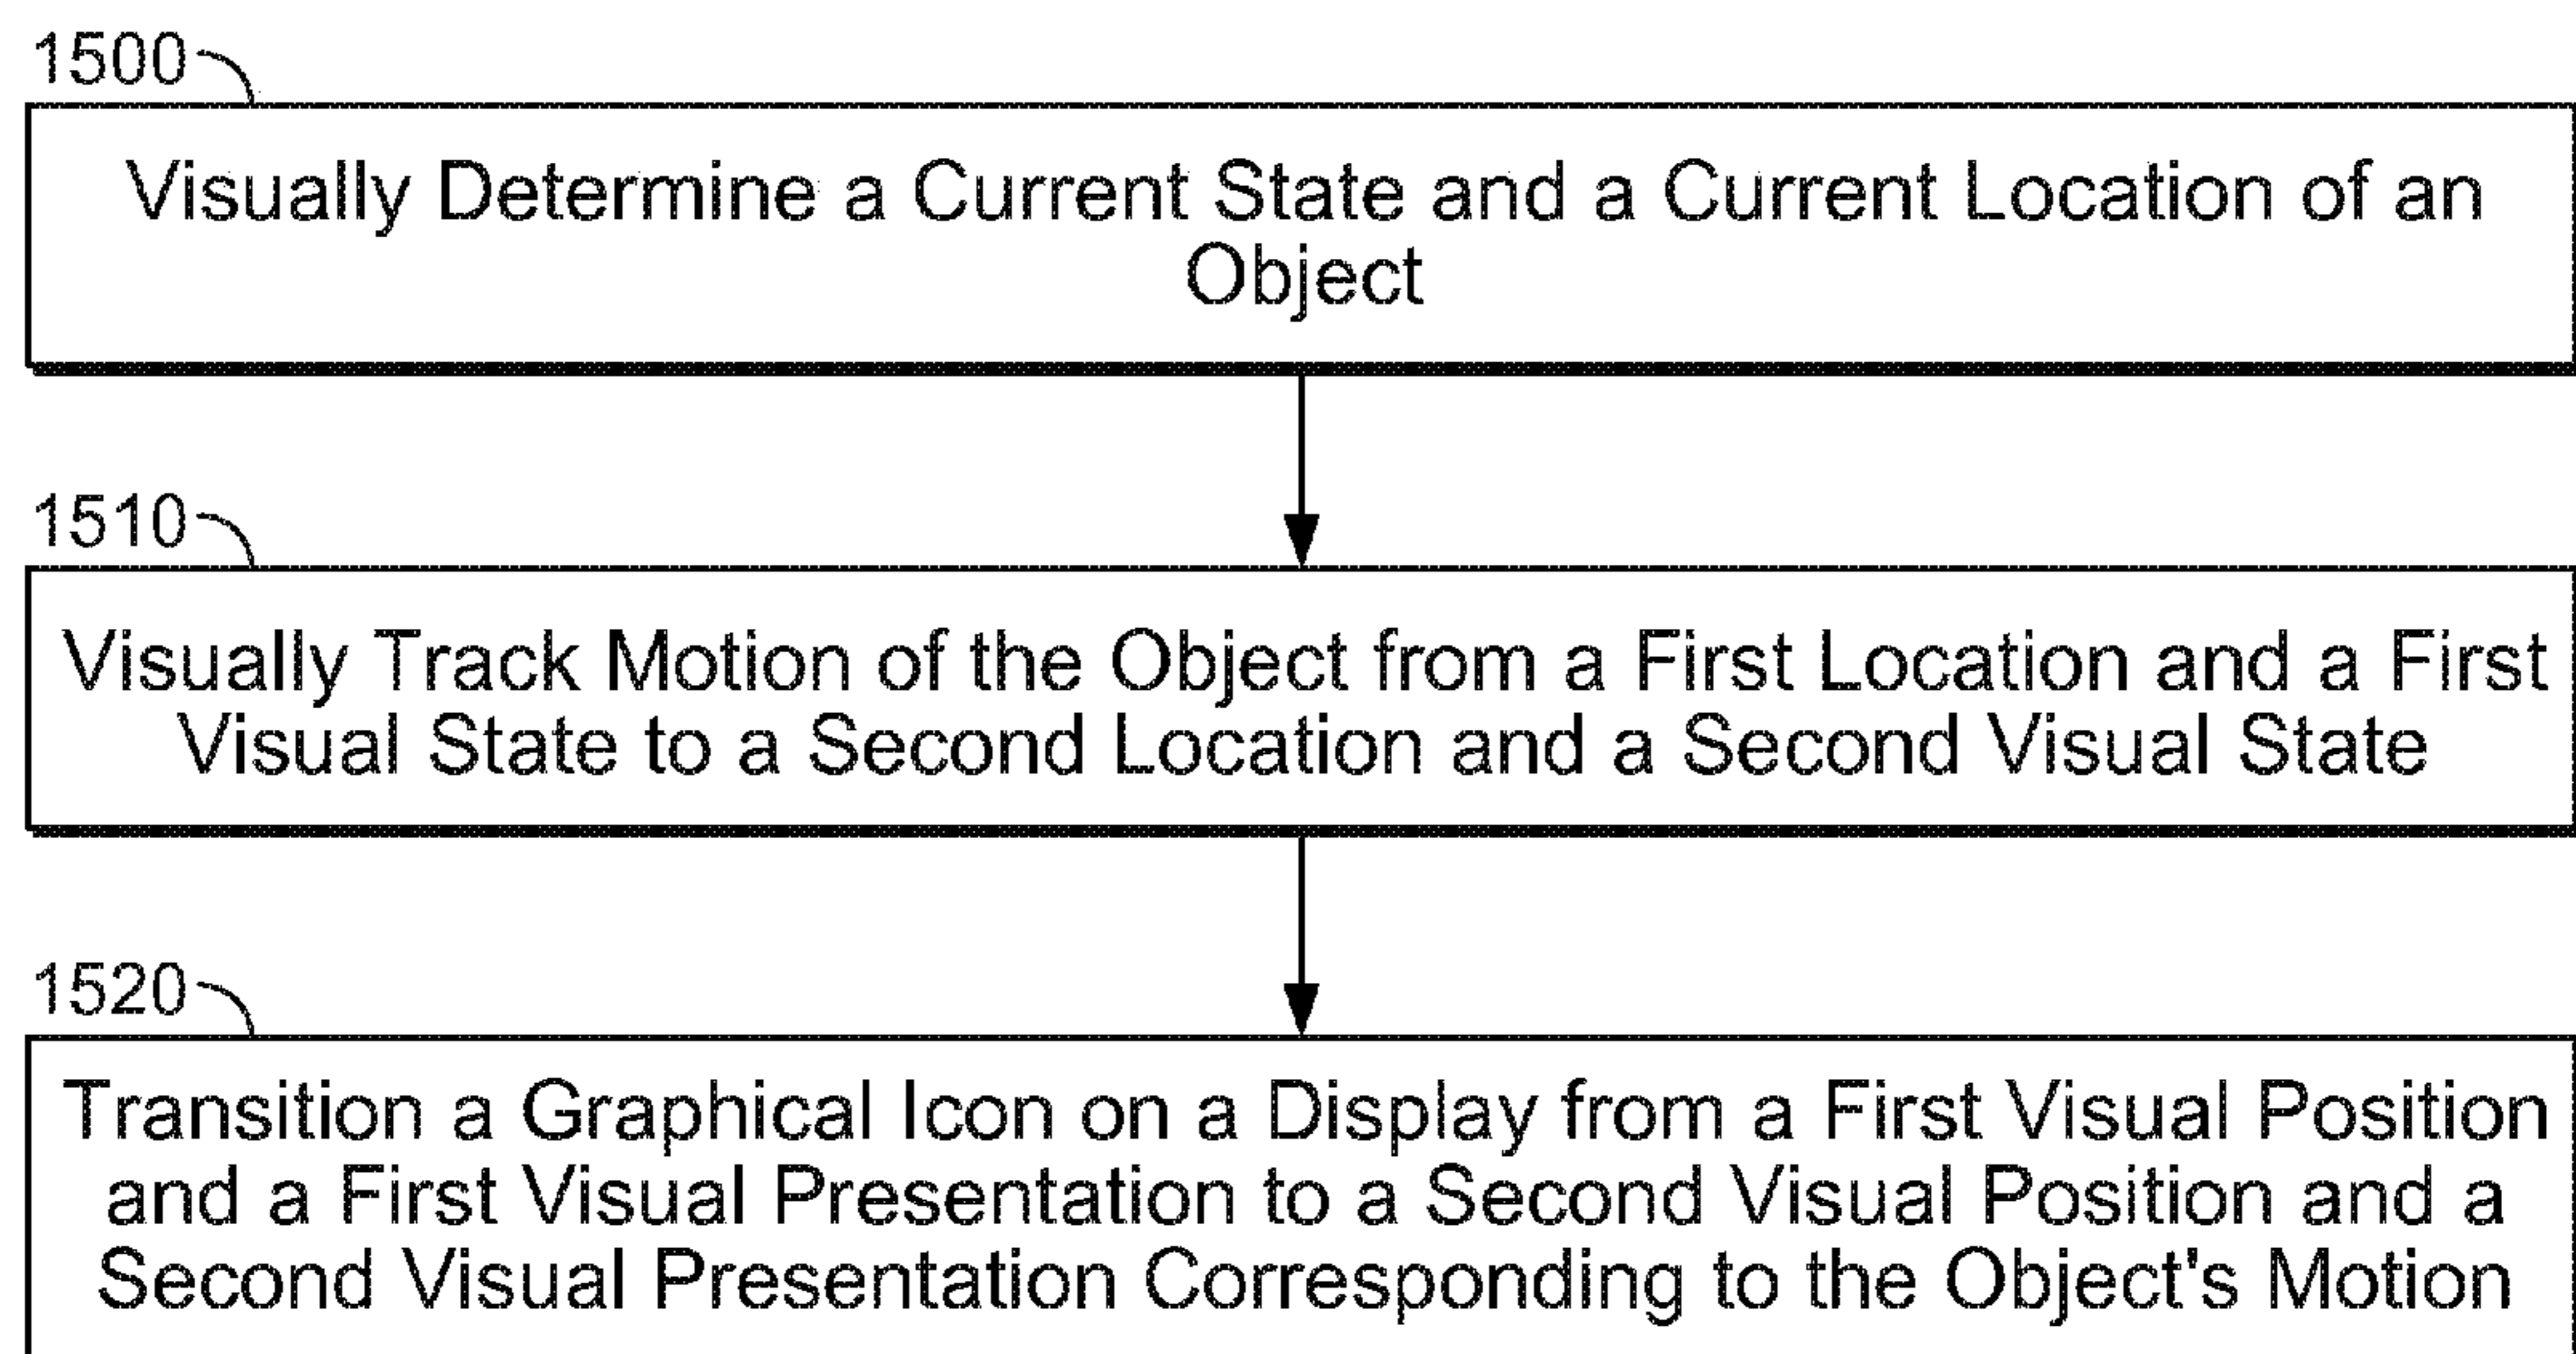 1500
Visually Determine a Current State and a Current Location of an
Object
1510
Visually Track Motion of the Object from a First Location and a First
Visual State to a Second Location and a Second Visual State
1520
Transition a Graphical Icon on a Display from a First Visual Position
and a First Visual Presentation to a Second Visual Position and a
Second Visual Presentation Corresponding to the Object's Motion